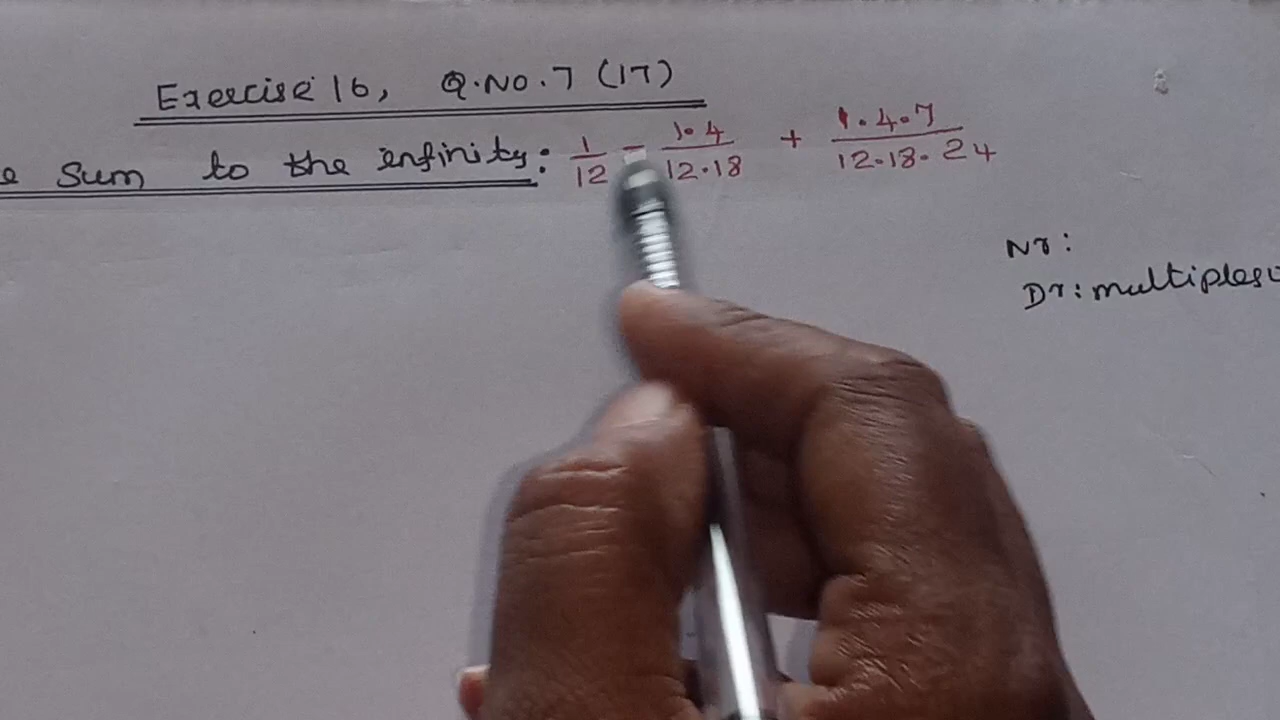 Exercise 16, Q.No.7 (17)
e Sum to the infinity: 1/12 - 1.4/12.18 + 1.4.7/12.18.24
Nr:
Dr: multiples